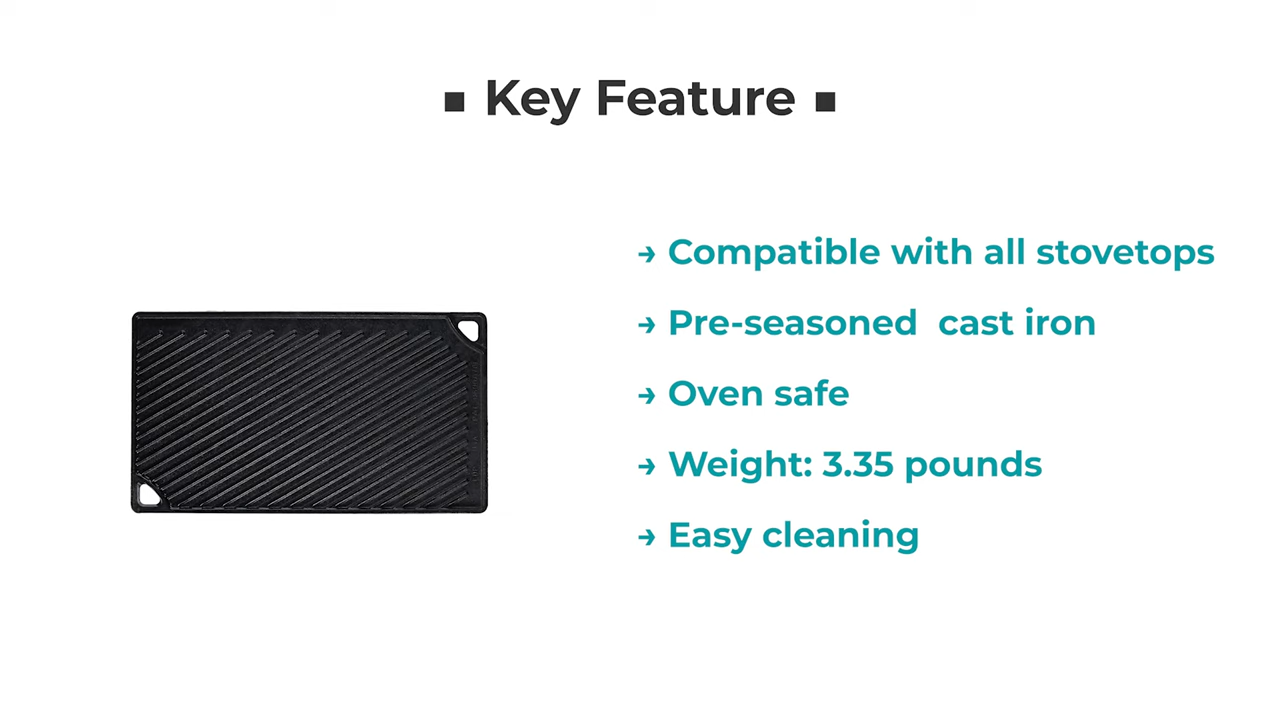 ▪ Key Feature ▪
→ Compatible with all stovetops
→ Pre-seasoned cast iron
→ Oven safe
→ Weight: 3.35 pounds
→ Easy cleaning